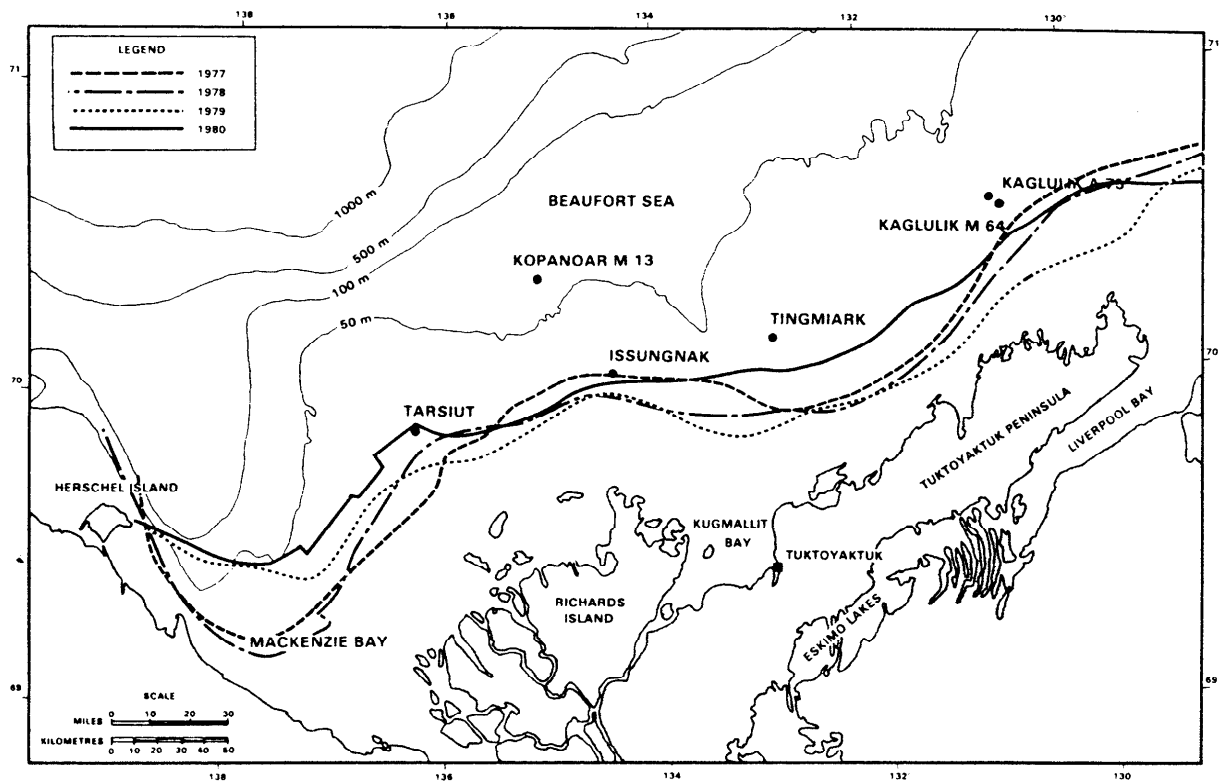 138 136 134 132 130
LEGEND
1977
1978
1979
1980
71
71
1000 m
500 m
100 m
50 m
BEAUFORT SEA
KAGLULIK A 75
KAGLULIK M 64
KOPANOAR M 13
TINGMIARK
ISSUNGNAK
70
70
TARSIUT
HERSCHEL ISLAND
TUKTOYAKTUK PENINSULA
LIVERPOOL BAY
KUGMALLIT
BAY
TUKTOYAKTUK
RICHARDS
ISLAND
ESKIMO LAKES
MACKENZIE BAY
69
69
SCALE
MILES 0 10 20 30
KILOMETRES 0 10 20 30 40 50
138 136 134 132 130